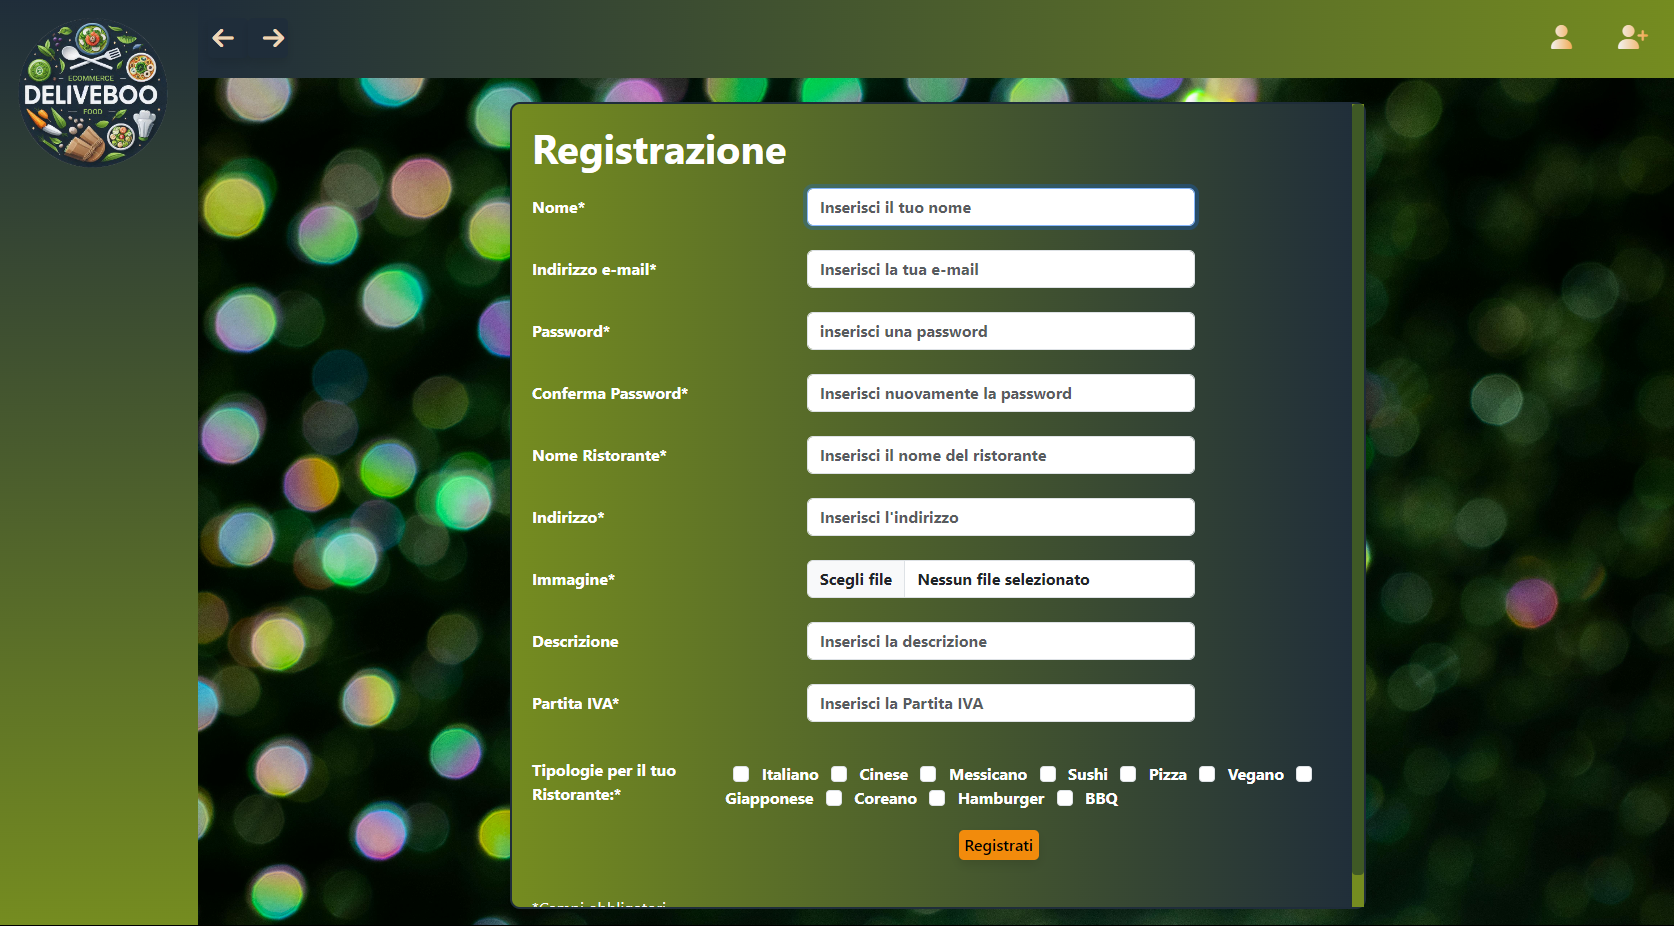 ECOMMERCE
DELIVEBOO
FOOD
Registrazione
Nome* Inserisci il tuo nome
Indirizzo e-mail* Inserisci la tua e-mail
Password* inserisci una password
Conferma Password* Inserisci nuovamente la password
Nome Ristorante* Inserisci il nome del ristorante
Indirizzo* Inserisci l'indirizzo
Immagine* Scegli file Nessun file selezionato
Descrizione Inserisci la descrizione
Partita IVA* Inserisci la Partita IVA
Tipologie per il tuo
Ristorante:*
Italiano Cinese Messicano Sushi Pizza Vegano
Giapponese Coreano Hamburger BBQ
Registrati
*Campi obbligatori